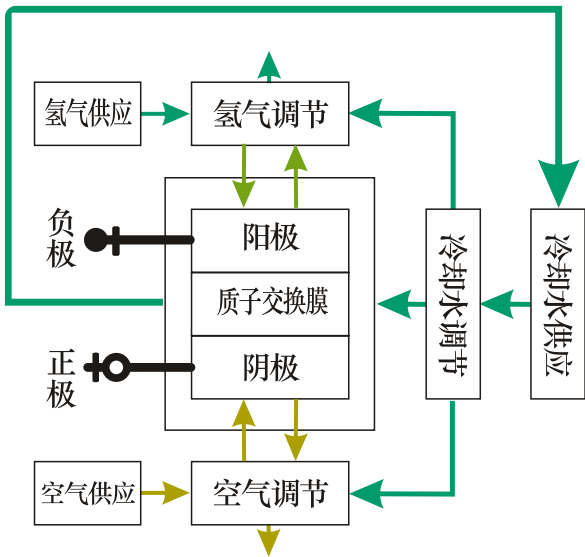 氢气供应
氢气调节
负
极
阳极
质子交换膜
冷却水调节
冷却水供应
正
极
阴极
空气供应
空气调节